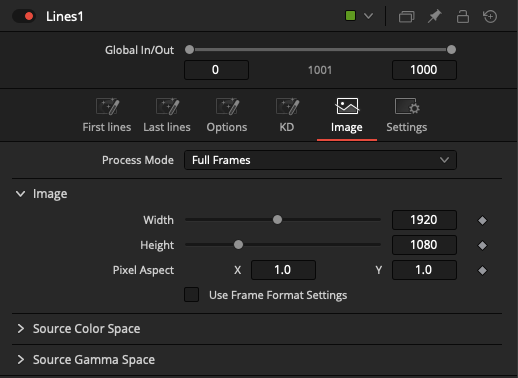 Lines1
Global In/Out
0 1001 1000
First lines Last lines Options KD Image Settings
Process Mode Full Frames
Image
Width 1920
Height 1080
Pixel Aspect X 1.0 Y 1.0
Use Frame Format Settings
Source Color Space
Source Gamma Space